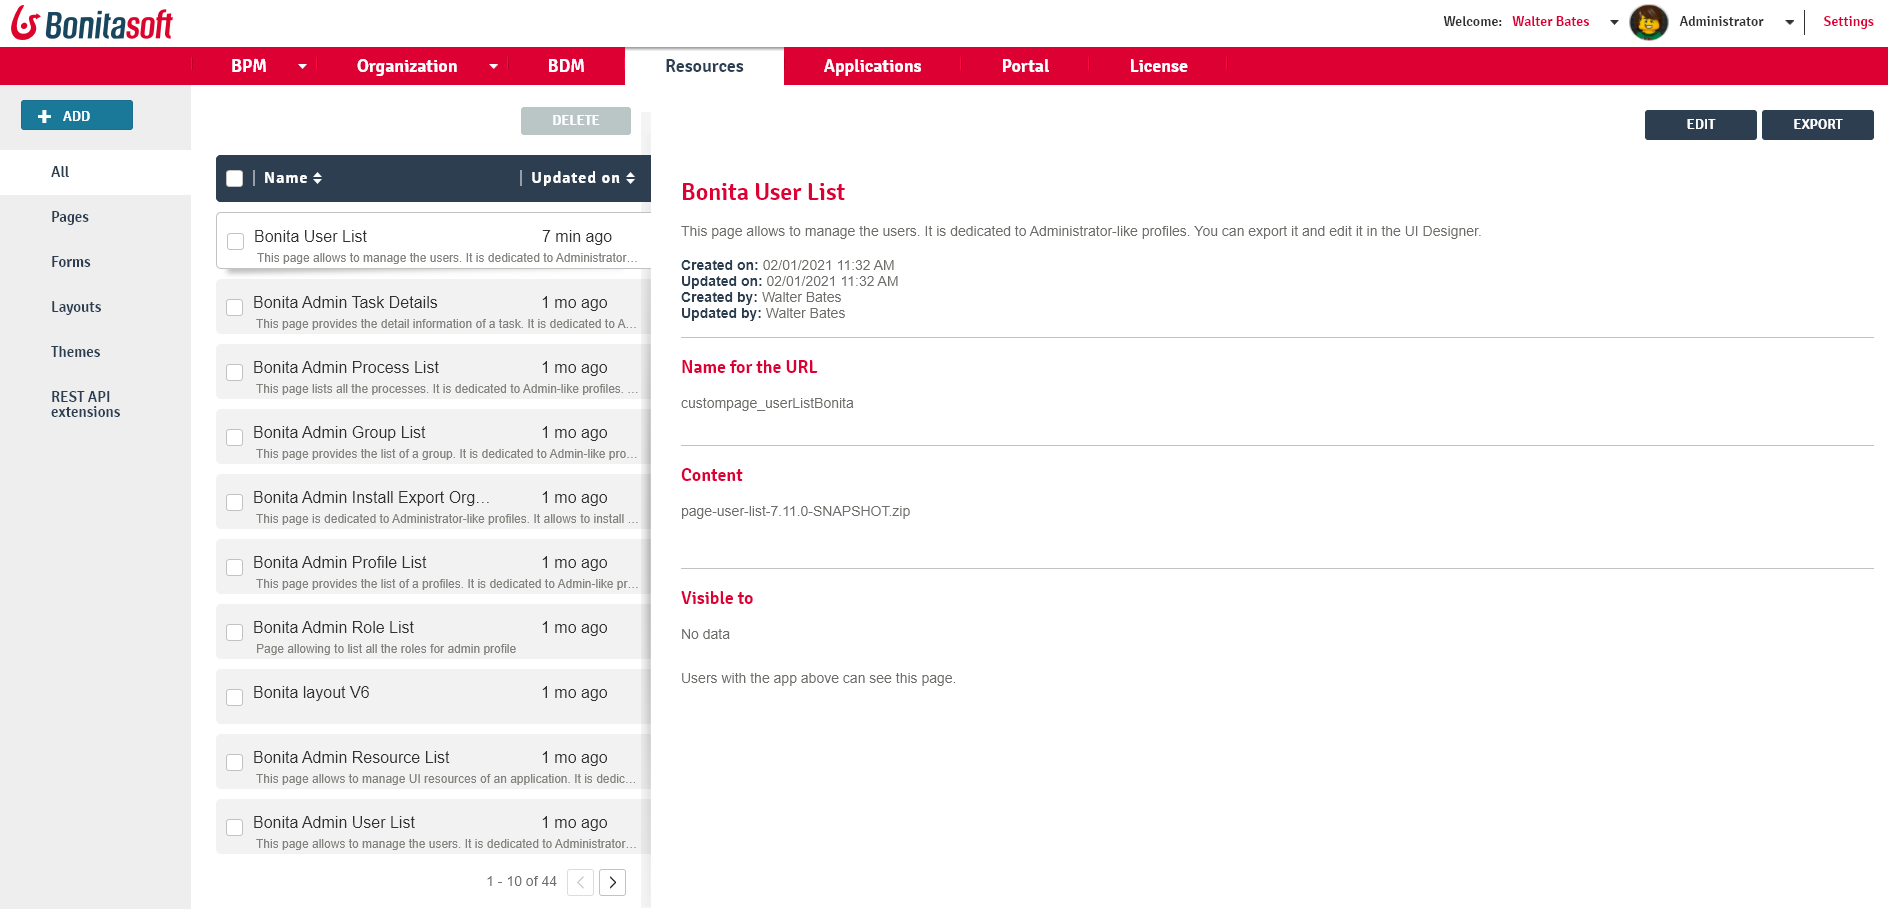 Bonitasoft
Welcome: Walter Bates Administrator Settings
BPM Organization BDM Resources Applications Portal License
ADD
DELETE
EDIT EXPORT
All
Pages
Forms
Layouts
Themes
REST API
extensions
Name Updated on
Bonita User List 7 min ago
This page allows to manage the users. It is dedicated to Administrator…
Bonita Admin Task Details 1 mo ago
This page provides the detail information of a task. It is dedicated to A…
Bonita Admin Process List 1 mo ago
This page lists all the processes. It is dedicated to Admin-like profiles. …
Bonita Admin Group List 1 mo ago
This page provides the list of a group. It is dedicated to Admin-like pro…
Bonita Admin Install Export Org… 1 mo ago
This page is dedicated to Administrator-like profiles. It allows to install …
Bonita Admin Profile List 1 mo ago
This page provides the list of a profiles. It is dedicated to Admin-like pr…
Bonita Admin Role List 1 mo ago
Page allowing to list all the roles for admin profile
Bonita layout V6 1 mo ago
Bonita Admin Resource List 1 mo ago
This page allows to manage UI resources of an application. It is dedic…
Bonita Admin User List 1 mo ago
This page allows to manage the users. It is dedicated to Administrator…
1 - 10 of 44
Bonita User List
This page allows to manage the users. It is dedicated to Administrator-like profiles. You can export it and edit it in the UI Designer.
Created on: 02/01/2021 11:32 AM
Updated on: 02/01/2021 11:32 AM
Created by: Walter Bates
Updated by: Walter Bates
Name for the URL
custompage_userListBonita
Content
page-user-list-7.11.0-SNAPSHOT.zip
Visible to
No data
Users with the app above can see this page.